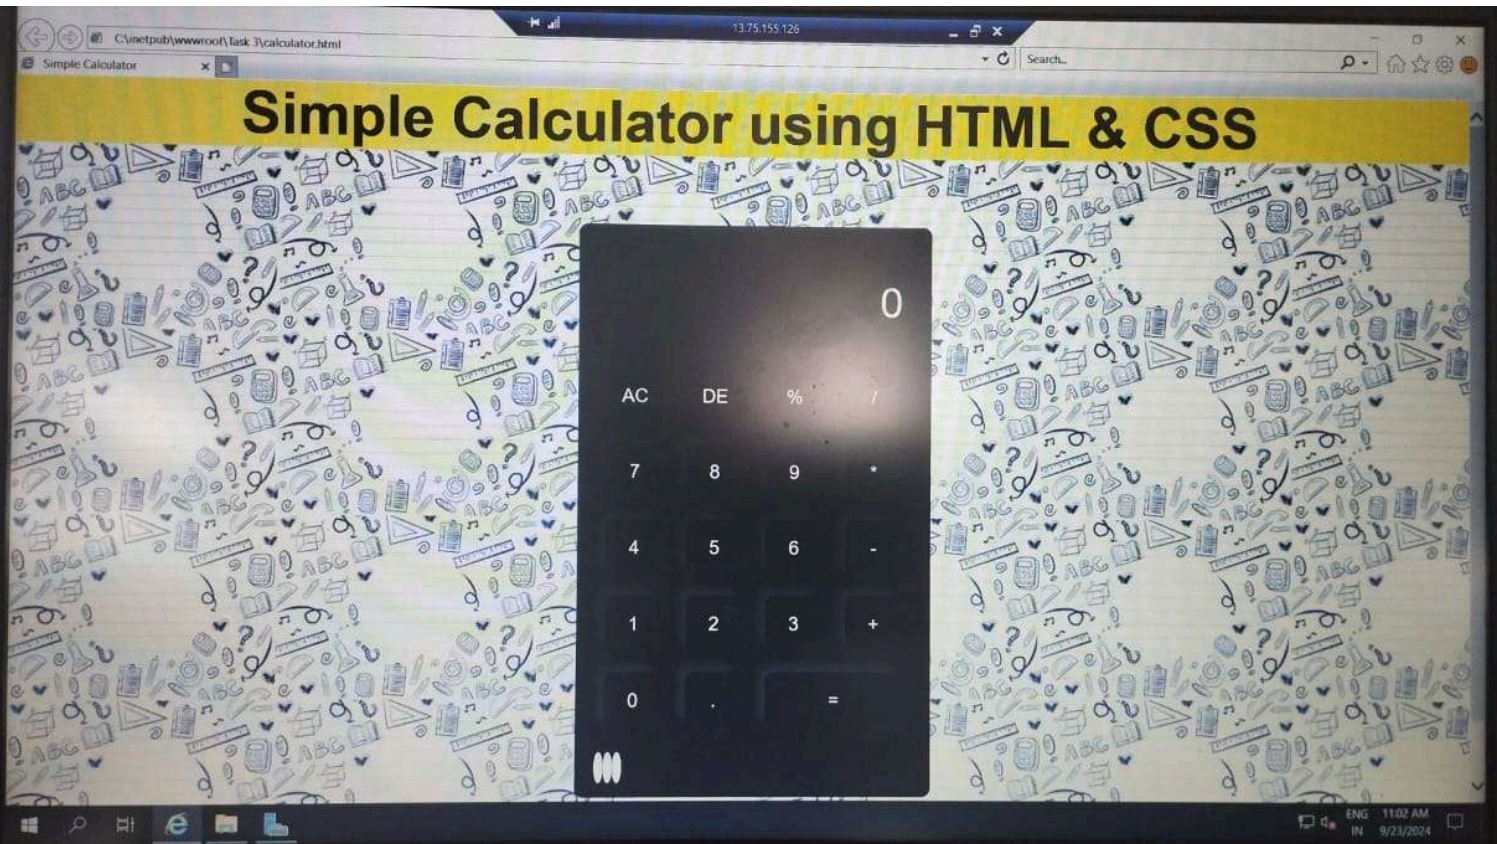 13.75.155.126
C:\inetpub\wwwroot\Task 3\calculator.html
Search...
Simple Calculator
Simple Calculator using HTML & CSS
0
AC DE % /
7 8 9 *
4 5 6 -
1 2 3 +
0 . =
ENG 11:02 AM
IN 9/23/2024